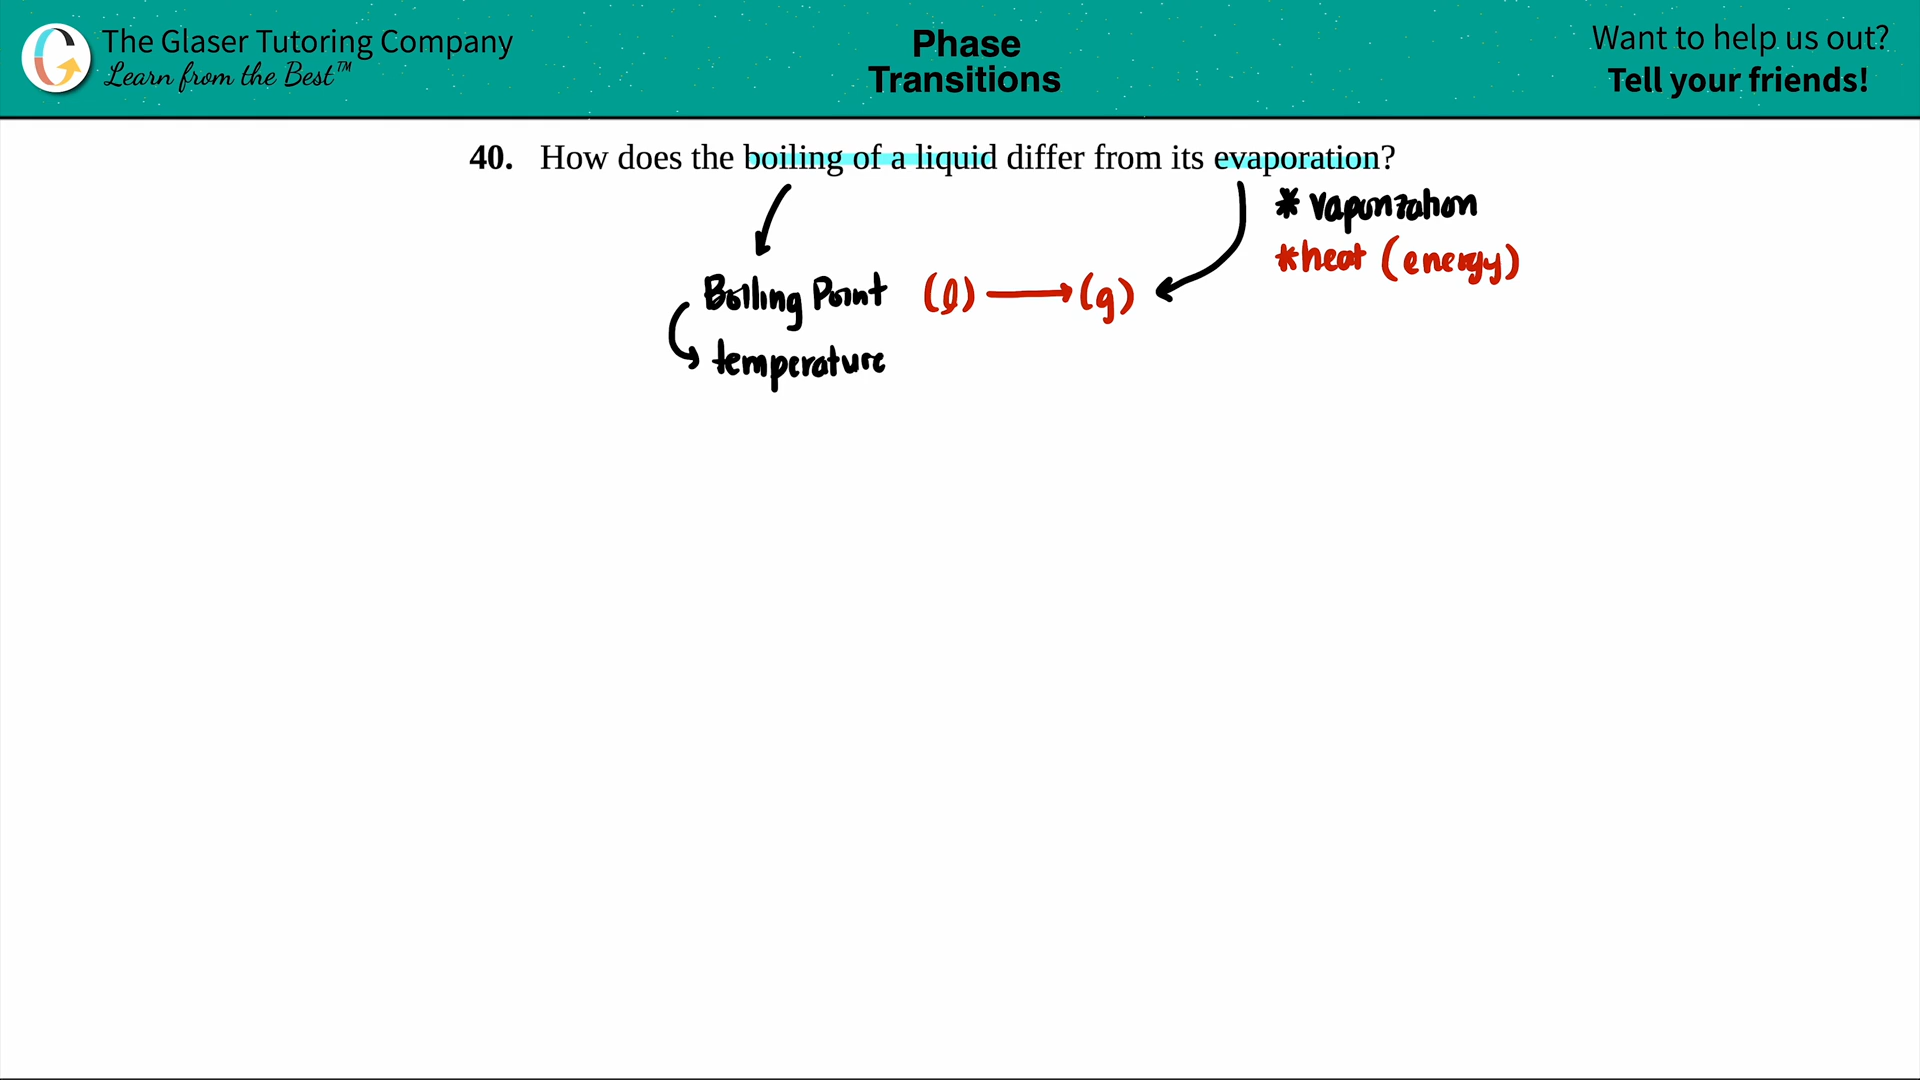 The Glaser Tutoring Company
Learn from the Best™
Phase
Transitions
Want to help us out?
Tell your friends!
40. How does the boiling of a liquid differ from its evaporation?
* vaporization
* heat (energy)
Boiling Point (l) → (g)
temperature